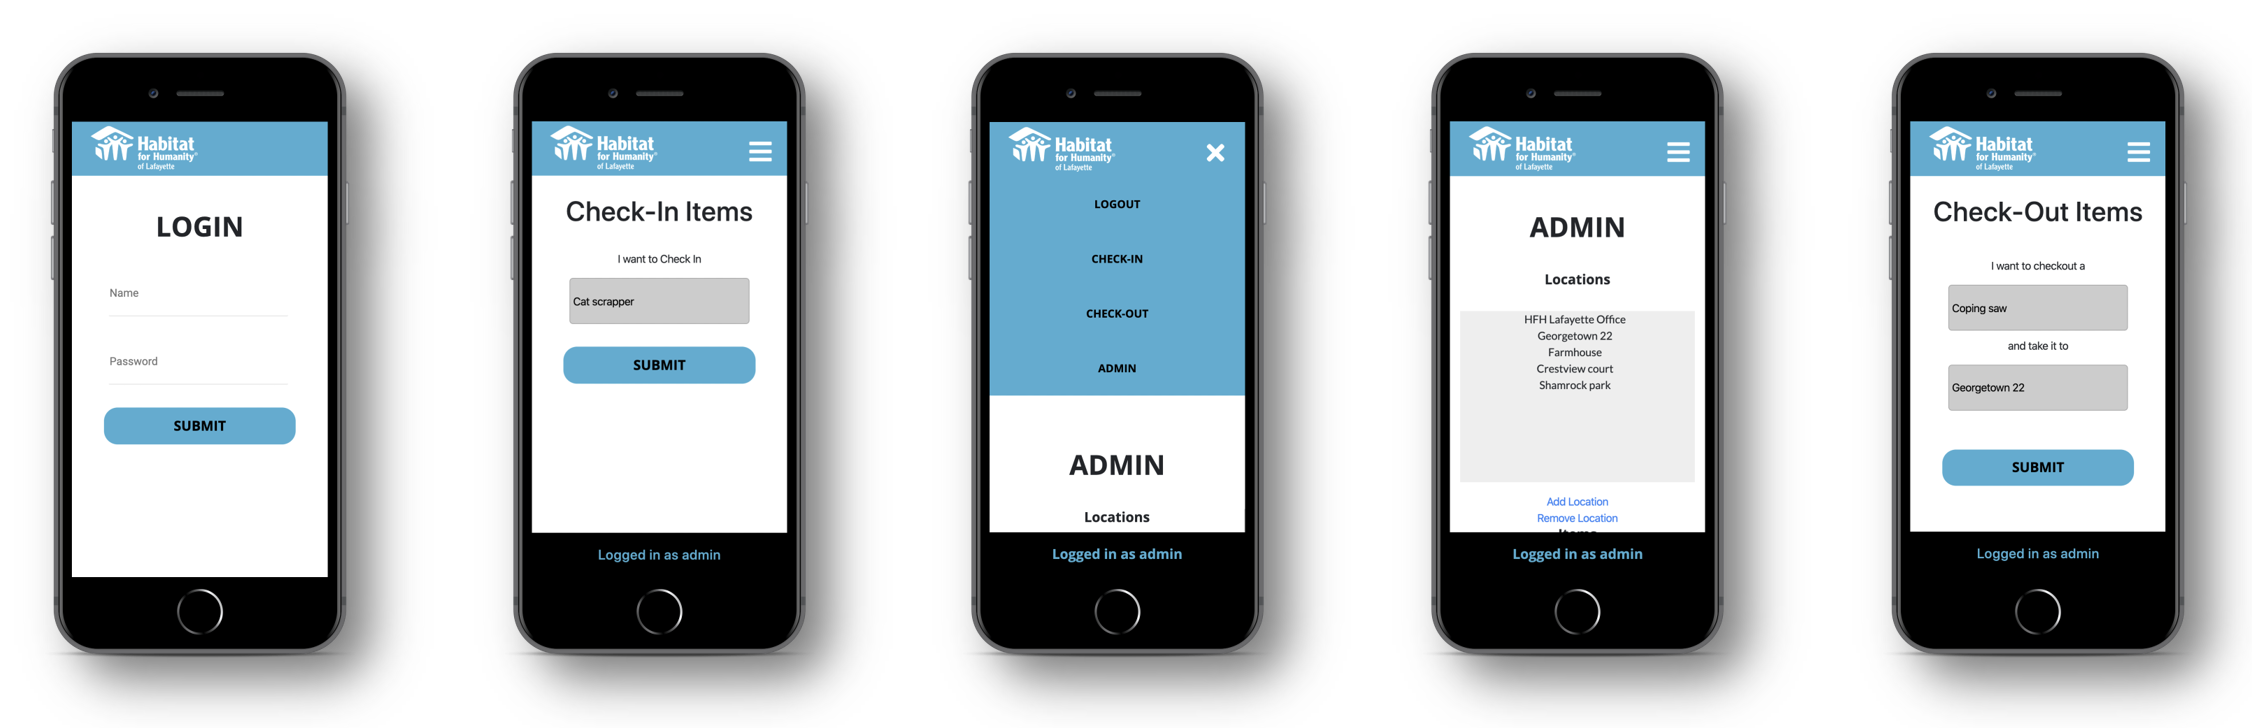 Habitat
for Humanity®
of Lafayette
LOGIN
Name
Password
SUBMIT
Habitat
for Humanity®
of Lafayette
Check-In Items
I want to Check In
Cat scrapper
SUBMIT
Logged in as admin
Habitat
for Humanity®
of Lafayette
LOGOUT
CHECK-IN
CHECK-OUT
ADMIN
ADMIN
Locations
Logged in as admin
Habitat
for Humanity®
of Lafayette
ADMIN
Locations
HFH Lafayette Office
Georgetown 22
Farmhouse
Crestview court
Shamrock park
Add Location
Remove Location
Items
Logged in as admin
Habitat
for Humanity®
of Lafayette
Check-Out Items
I want to checkout a
Coping saw
and take it to
Georgetown 22
SUBMIT
Logged in as admin